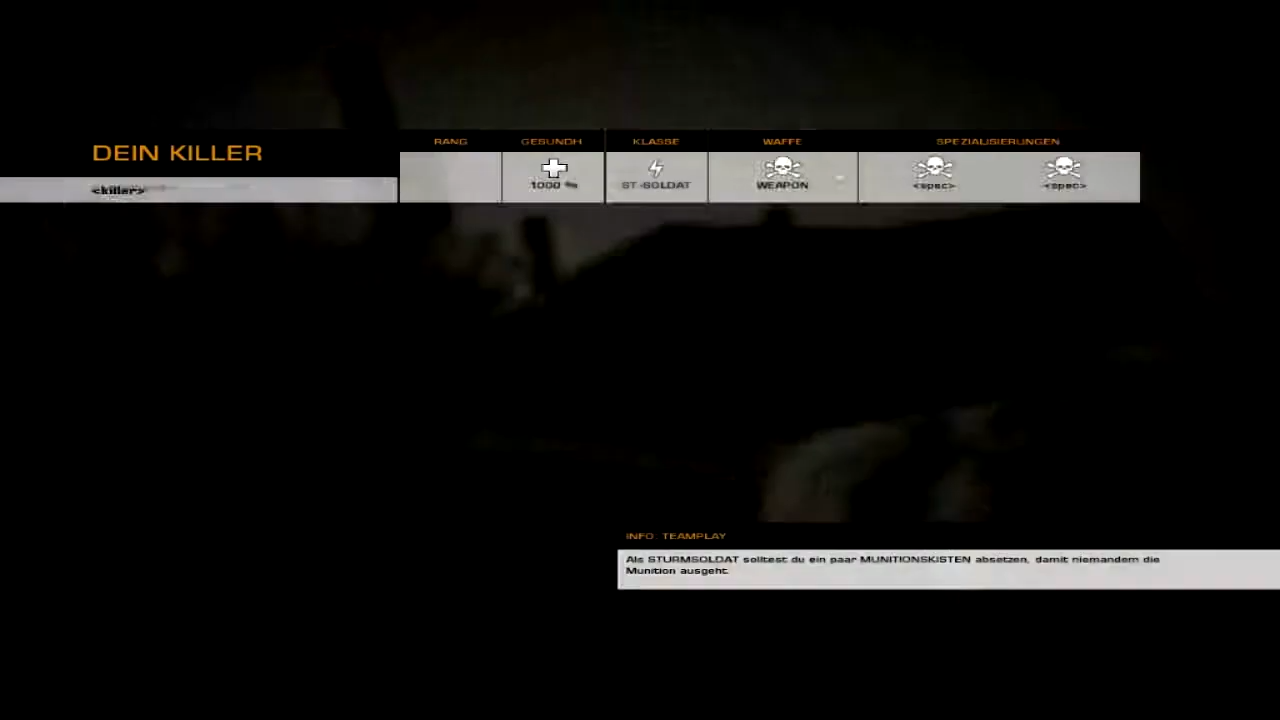 DEIN KILLER
RANG GESUNDH KLASSE WAFFE SPEZIALISIERUNGEN
<killer> 1000 % ST.-SOLDAT WEAPON <spec> <spec>
INFO: TEAMPLAY
Als STURMSOLDAT solltest du ein paar MUNITIONSKISTEN absetzen, damit niemandem die
Munition ausgeht.